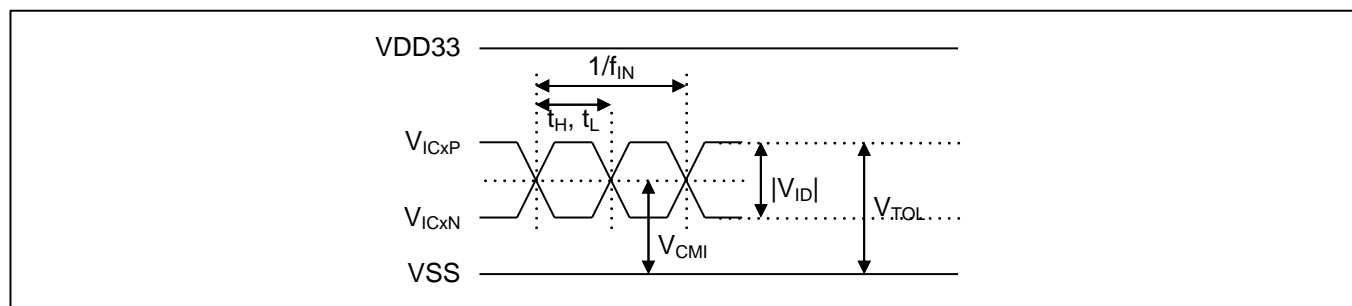 VDD33
1/fIN
tH, tL
VICxP
|VID|
VTOL
VICxN
VCMI
VSS